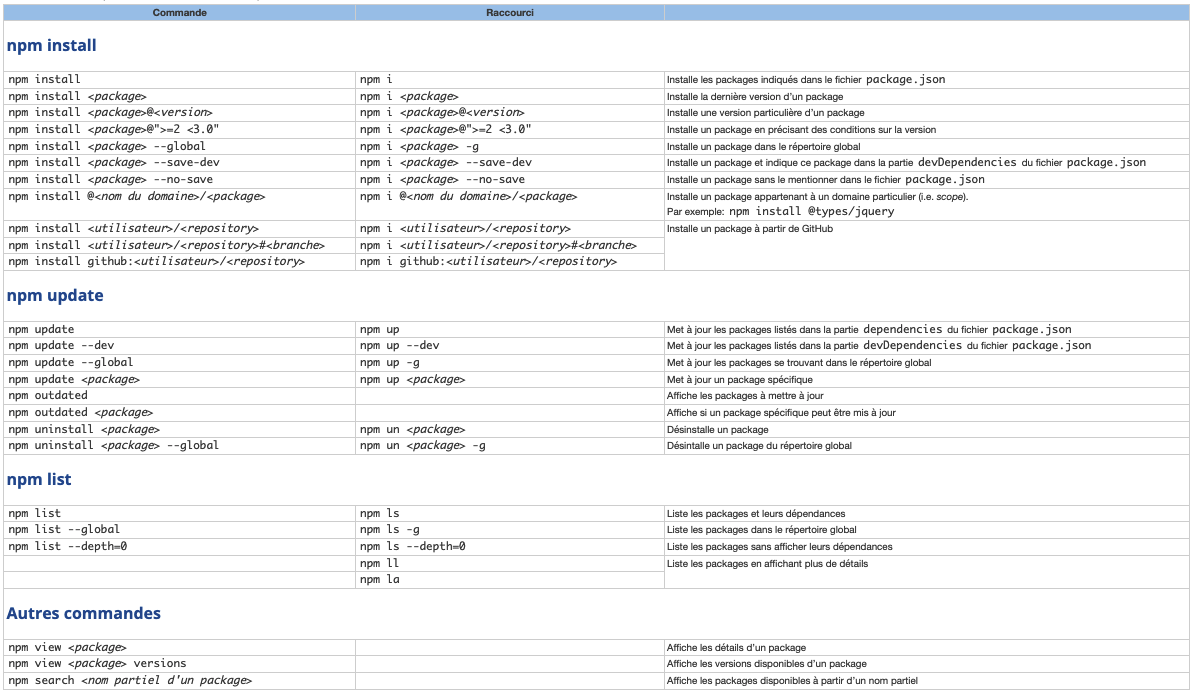 Commande Raccourci
npm install
npm install npm i Installe les packages indiqués dans le fichier package.json
npm install <package> npm i <package> Installe la dernière version d'un package
npm install <package>@<version> npm i <package>@<version> Installe une version particulière d'un package
npm install <package>@">=2 <3.0" npm i <package>@">=2 <3.0" Installe un package en précisant des conditions sur la version
npm install <package> --global npm i <package> -g Installe un package dans le répertoire global
npm install <package> --save-dev npm i <package> --save-dev Installe un package et indique ce package dans la partie devDependencies du fichier package.json
npm install <package> --no-save npm i <package> --no-save Installe un package sans le mentionner dans le fichier package.json
npm install @<nom du domaine>/<package> npm i @<nom du domaine>/<package> Installe un package appartenant à un domaine particulier (i.e. scope).
Par exemple: npm install @types/jquery
npm install <utilisateur>/<repository> npm i <utilisateur>/<repository> Installe un package à partir de GitHub
npm install <utilisateur>/<repository>#<branche> npm i <utilisateur>/<repository>#<branche>
npm install github:<utilisateur>/<repository> npm i github:<utilisateur>/<repository>
npm update
npm update npm up Met à jour les packages listés dans la partie dependencies du fichier package.json
npm update --dev npm up --dev Met à jour les packages listés dans la partie devDependencies du fichier package.json
npm update --global npm up -g Met à jour les packages se trouvant dans le répertoire global
npm update <package> npm up <package> Met à jour un package spécifique
npm outdated Affiche les packages à mettre à jour
npm outdated <package> Affiche si un package spécifique peut être mis à jour
npm uninstall <package> npm un <package> Désinstalle un package
npm uninstall <package> --global npm un <package> -g Désintalle un package du répertoire global
npm list
npm list npm ls Liste les packages et leurs dépendances
npm list --global npm ls -g Liste les packages dans le répertoire global
npm list --depth=0 npm ls --depth=0 Liste les packages sans afficher leurs dépendances
npm ll Liste les packages en affichant plus de détails
npm la
Autres commandes
npm view <package> Affiche les détails d'un package
npm view <package> versions Affiche les versions disponibles d'un package
npm search <nom partiel d'un package> Affiche les packages disponibles à partir d'un nom partiel